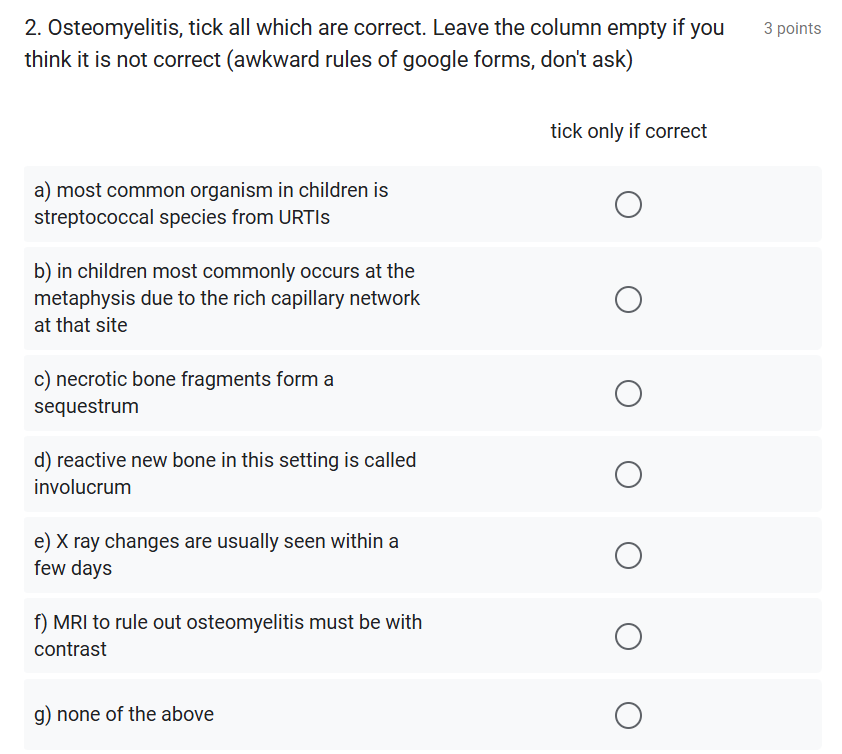 2. Osteomyelitis, tick all which are correct. Leave the column empty if you
3 points
think it is not correct (awkward rules of google forms, don't ask)
tick only if correct
a) most common organism in children is
streptococcal species from URTIs
b) in children most commonly occurs at the
metaphysis due to the rich capillary network
at that site
c) necrotic bone fragments form a
sequestrum
d) reactive new bone in this setting is called
involucrum
e) X ray changes are usually seen within a
few days
f) MRI to rule out osteomyelitis must be with
contrast
g) none of the above